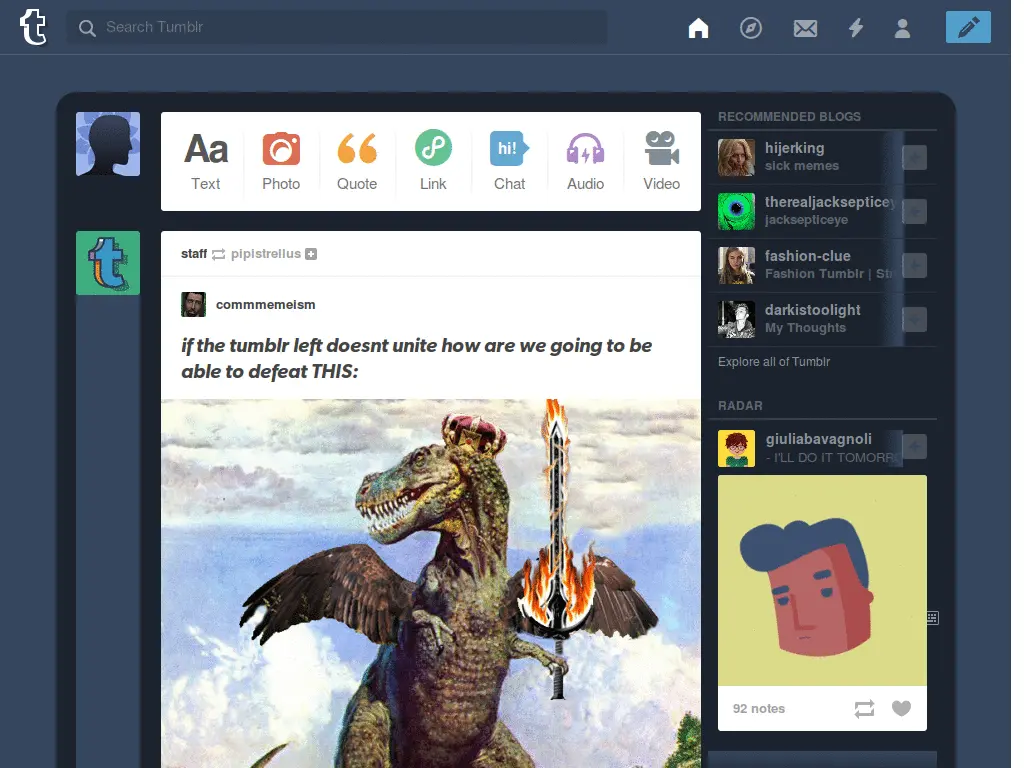 t
Search Tumblr
Aa
hi!
Text
Photo
Quote
Link
Chat
Audio
Video
staff pipistrellus
commmemeism
if the tumblr left doesnt unite how are we going to be
able to defeat THIS:
RECOMMENDED BLOGS
hijerking
sick memes
therealjacksepticey
jacksepticeye
fashion-clue
Fashion Tumblr | Str
darkistoolight
My Thoughts
Explore all of Tumblr
RADAR
giuliabavagnoli
- I'LL DO IT TOMORR
92 notes